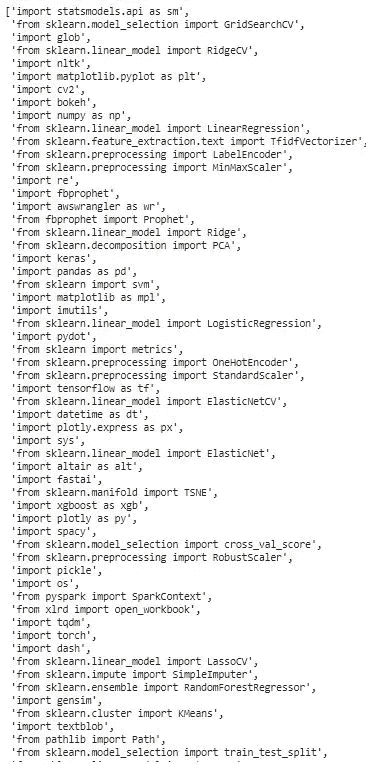 ['import statsmodels.api as sm',
'from sklearn.model_selection import GridSearchCV',
'import glob',
'from sklearn.linear_model import RidgeCV',
'import nltk',
'import matplotlib.pyplot as plt',
'import cv2',
'import bokeh',
'import numpy as np',
'from sklearn.linear_model import LinearRegression',
'from sklearn.feature_extraction.text import TfidfVectorizer',
'from sklearn.preprocessing import LabelEncoder',
'from sklearn.preprocessing import MinMaxScaler',
'import re',
'import fbprophet',
'import awswrangler as wr',
'from fbprophet import Prophet',
'from sklearn.linear_model import Ridge',
'from sklearn.decomposition import PCA',
'import keras',
'import pandas as pd',
'from sklearn import svm',
'import matplotlib as mpl',
'import imutils',
'from sklearn.linear_model import LogisticRegression',
'import pydot',
'from sklearn import metrics',
'from sklearn.preprocessing import OneHotEncoder',
'from sklearn.preprocessing import StandardScaler',
'import tensorflow as tf',
'from sklearn.linear_model import ElasticNetCV',
'import datetime as dt',
'import plotly.express as px',
'import sys',
'from sklearn.linear_model import ElasticNet',
'import altair as alt',
'import fastai',
'from sklearn.manifold import TSNE',
'import xgboost as xgb',
'import plotly as py',
'import spacy',
'from sklearn.model_selection import cross_val_score',
'from sklearn.preprocessing import RobustScaler',
'import pickle',
'import os',
'from pyspark import SparkContext',
'from xlrd import open_workbook',
'import tqdm',
'import torch',
'import dash',
'from sklearn.linear_model import LassoCV',
'from sklearn.impute import SimpleImputer',
'from sklearn.ensemble import RandomForestRegressor',
'import gensim',
'from sklearn.cluster import KMeans',
'import textblob',
'from pathlib import Path',
'from sklearn.model_selection import train_test_split',